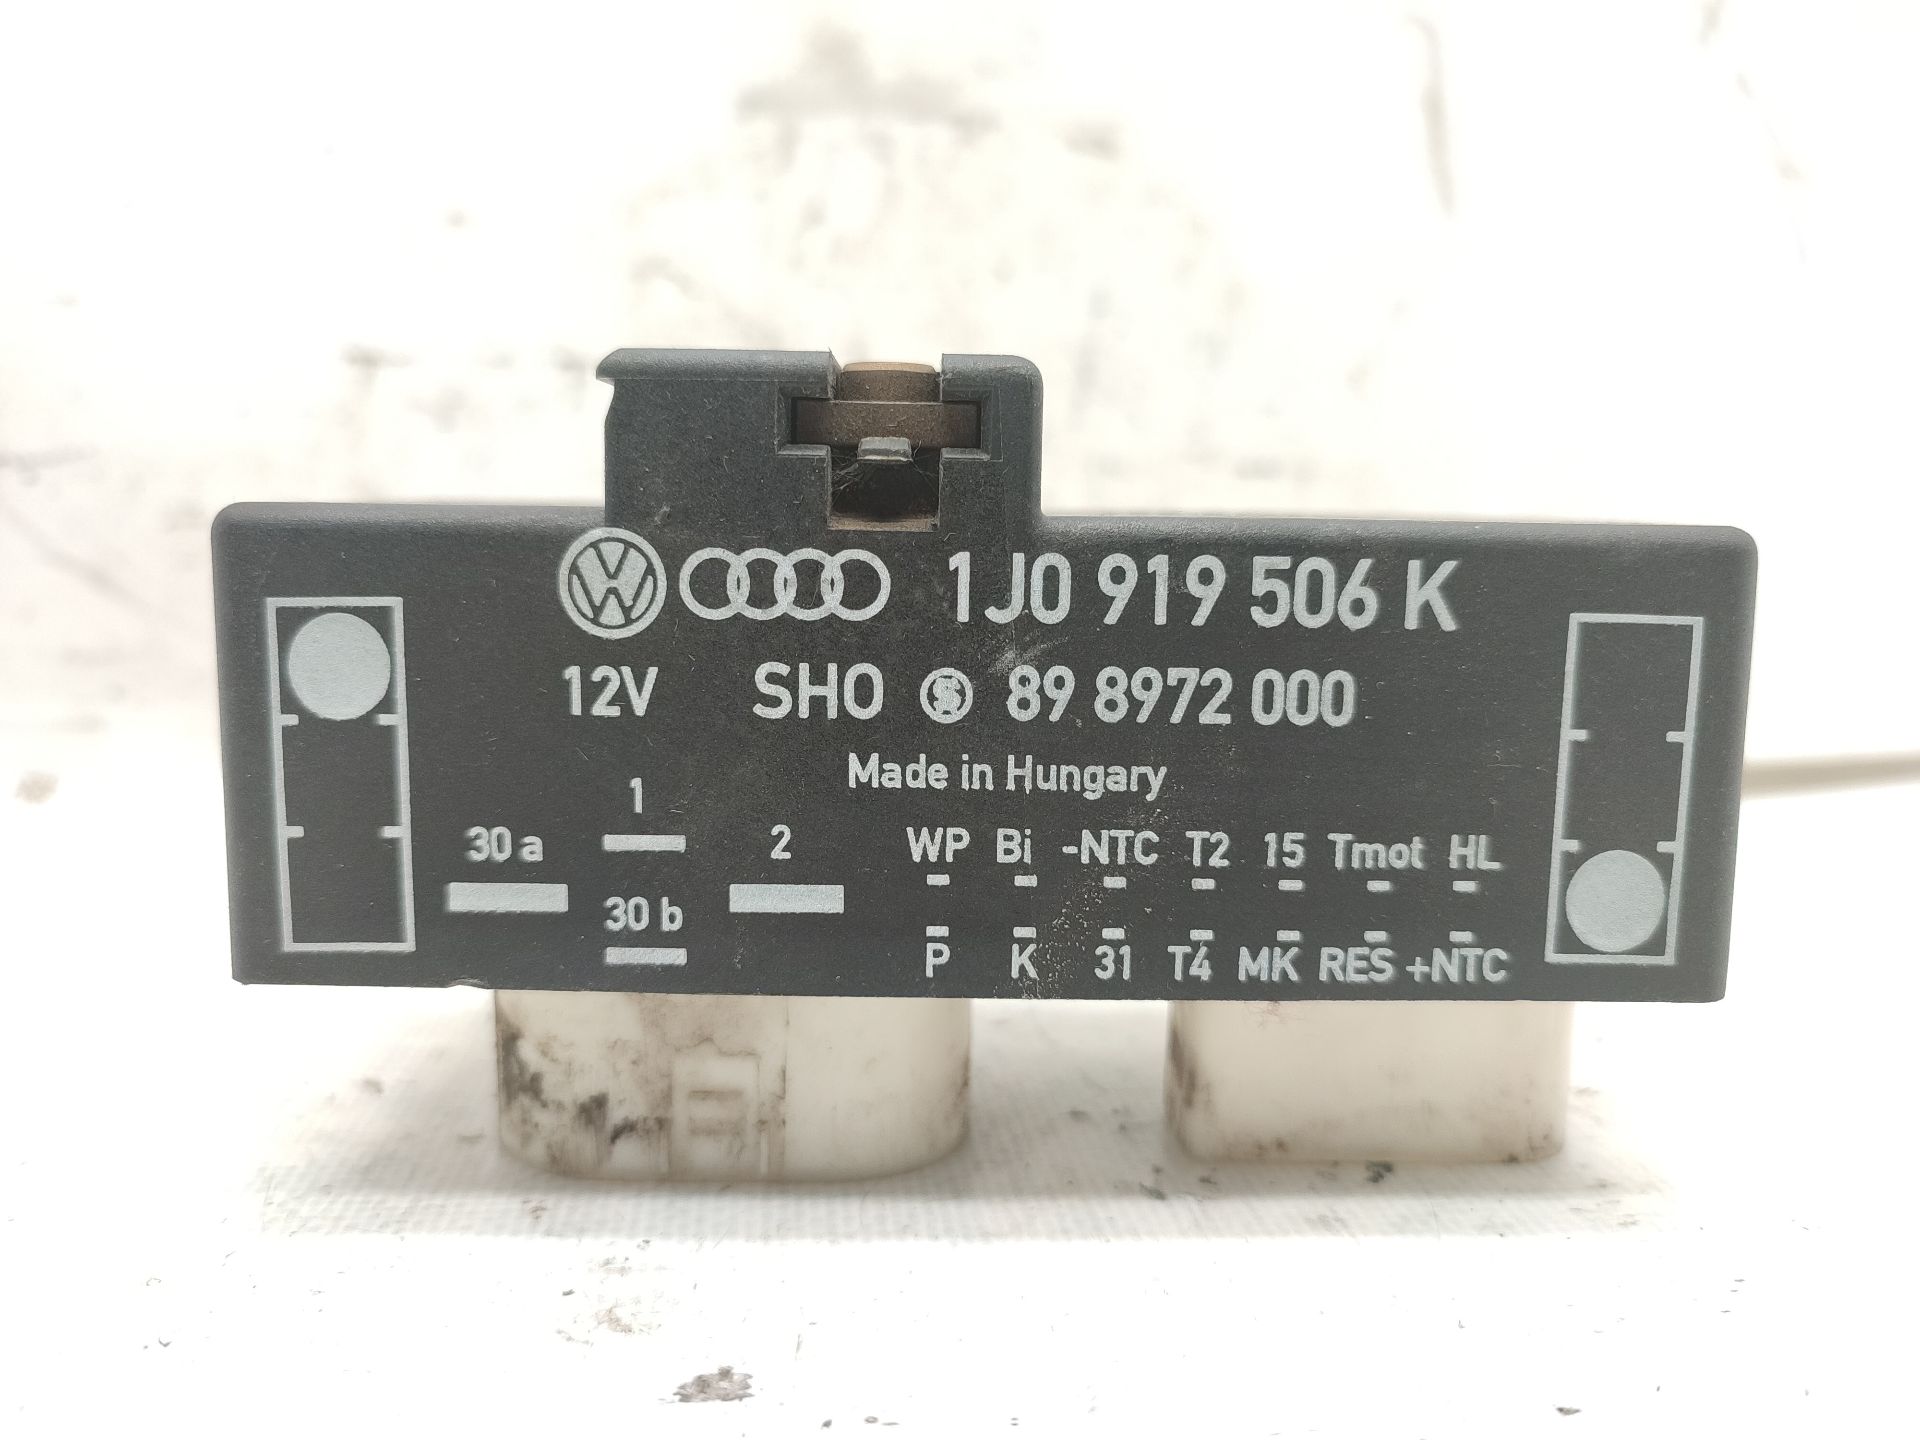 1J0 919 506 K
12V SHO 89 8972 000
Made in Hungary
1
30 a 2 WP Bi -NTC T2 15 Tmot HL
30 b
P K 31 T4 MK RES +NTC